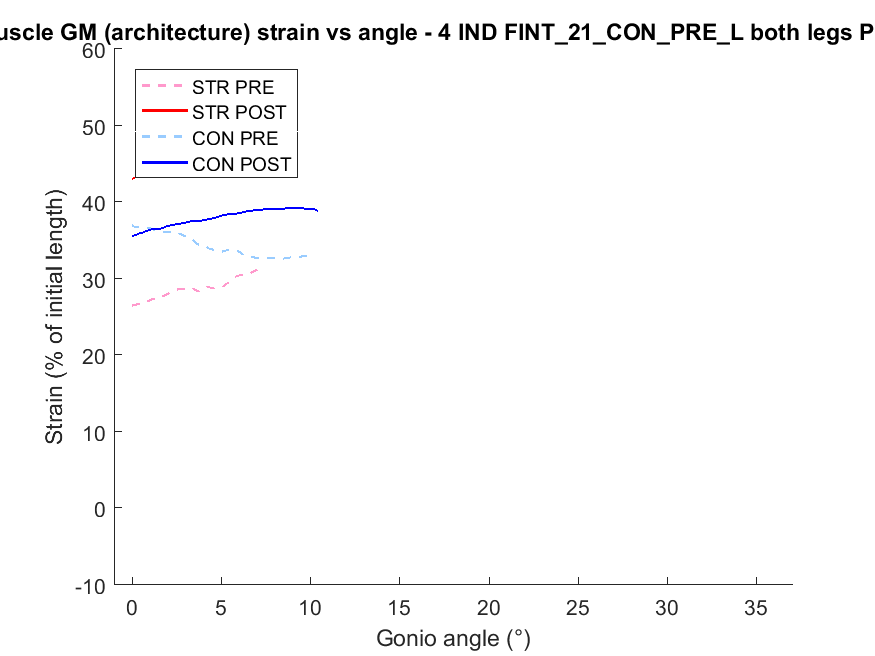 uscle GM (architecture) strain vs angle - 4 IND FINT_21_CON_PRE_L both legs P
60
50
40
30
20
10
0
-10
STR PRE
STR POST
CON PRE
CON POST
Strain (% of initial length)
0 5 10 15 20 25 30 35
Gonio angle (°)